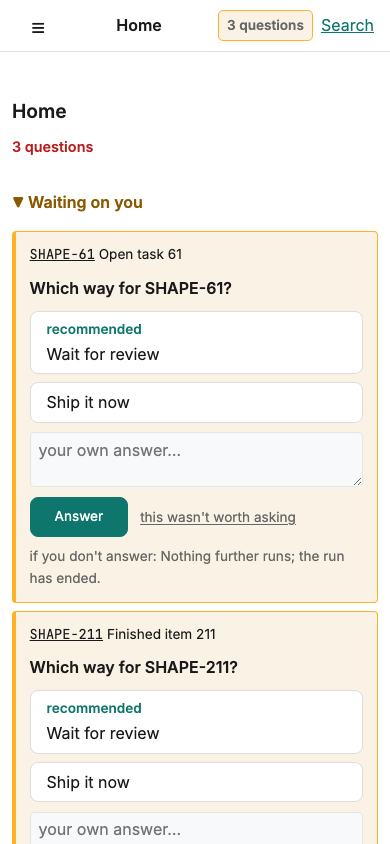 ≡ Home 3 questions Search
Home
3 questions
▼ Waiting on you
SHAPE-61 Open task 61
Which way for SHAPE-61?
recommended
Wait for review
Ship it now
your own answer...
Answer this wasn't worth asking
if you don't answer: Nothing further runs; the run
has ended.
SHAPE-211 Finished item 211
Which way for SHAPE-211?
recommended
Wait for review
Ship it now
your own answer...